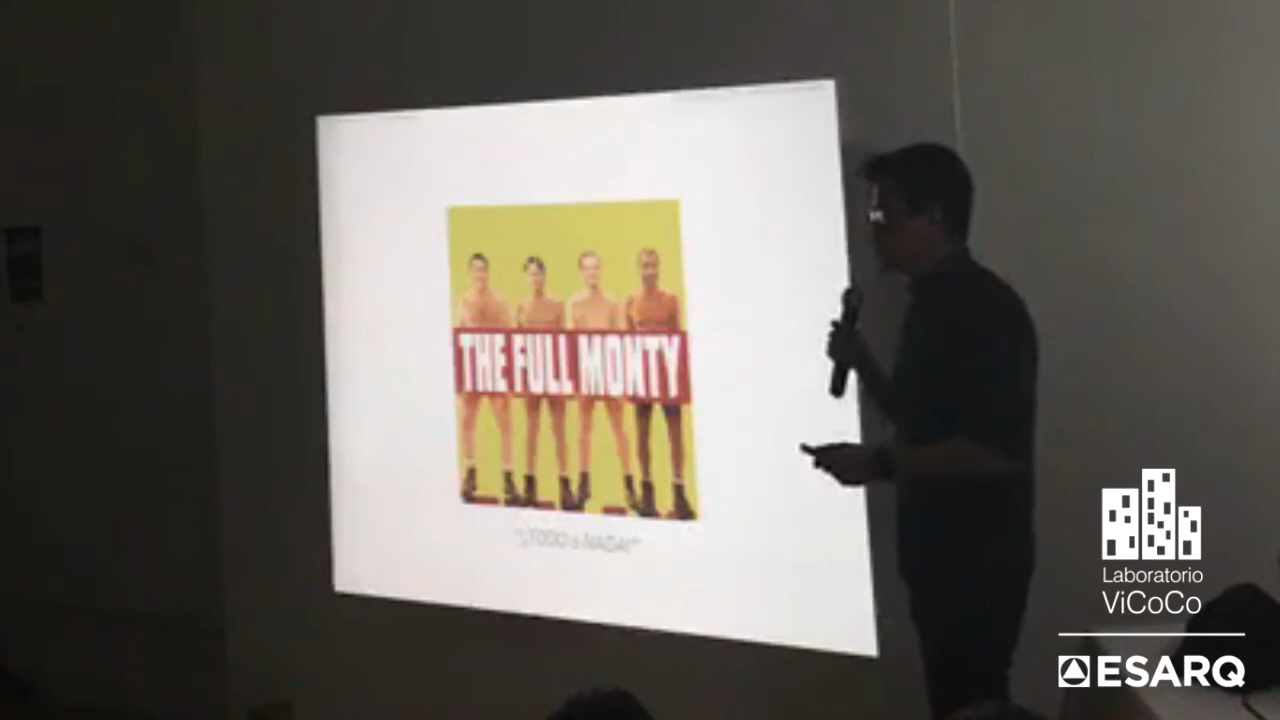 THE FULL MONTY
"¡TODO o NADA!"
Laboratorio
ViCoCo
ESARQ